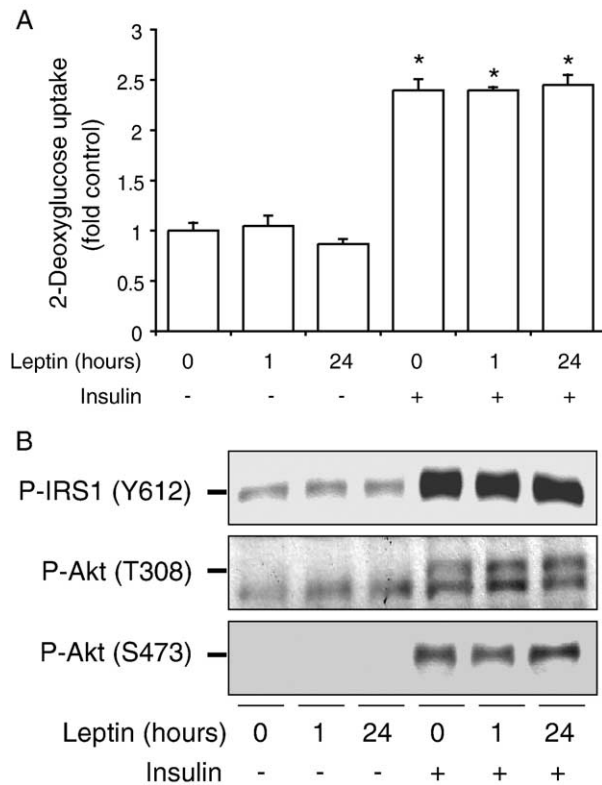 A
2-Deoxyglucose uptake
(fold control)
3
2.5
2
1.5
1
0.5
0
* * *
Leptin (hours) 0 1 24 0 1 24
Insulin - - - + + +
B
P-IRS1 (Y612)
P-Akt (T308)
P-Akt (S473)
Leptin (hours) 0 1 24 0 1 24
Insulin - - - + + +